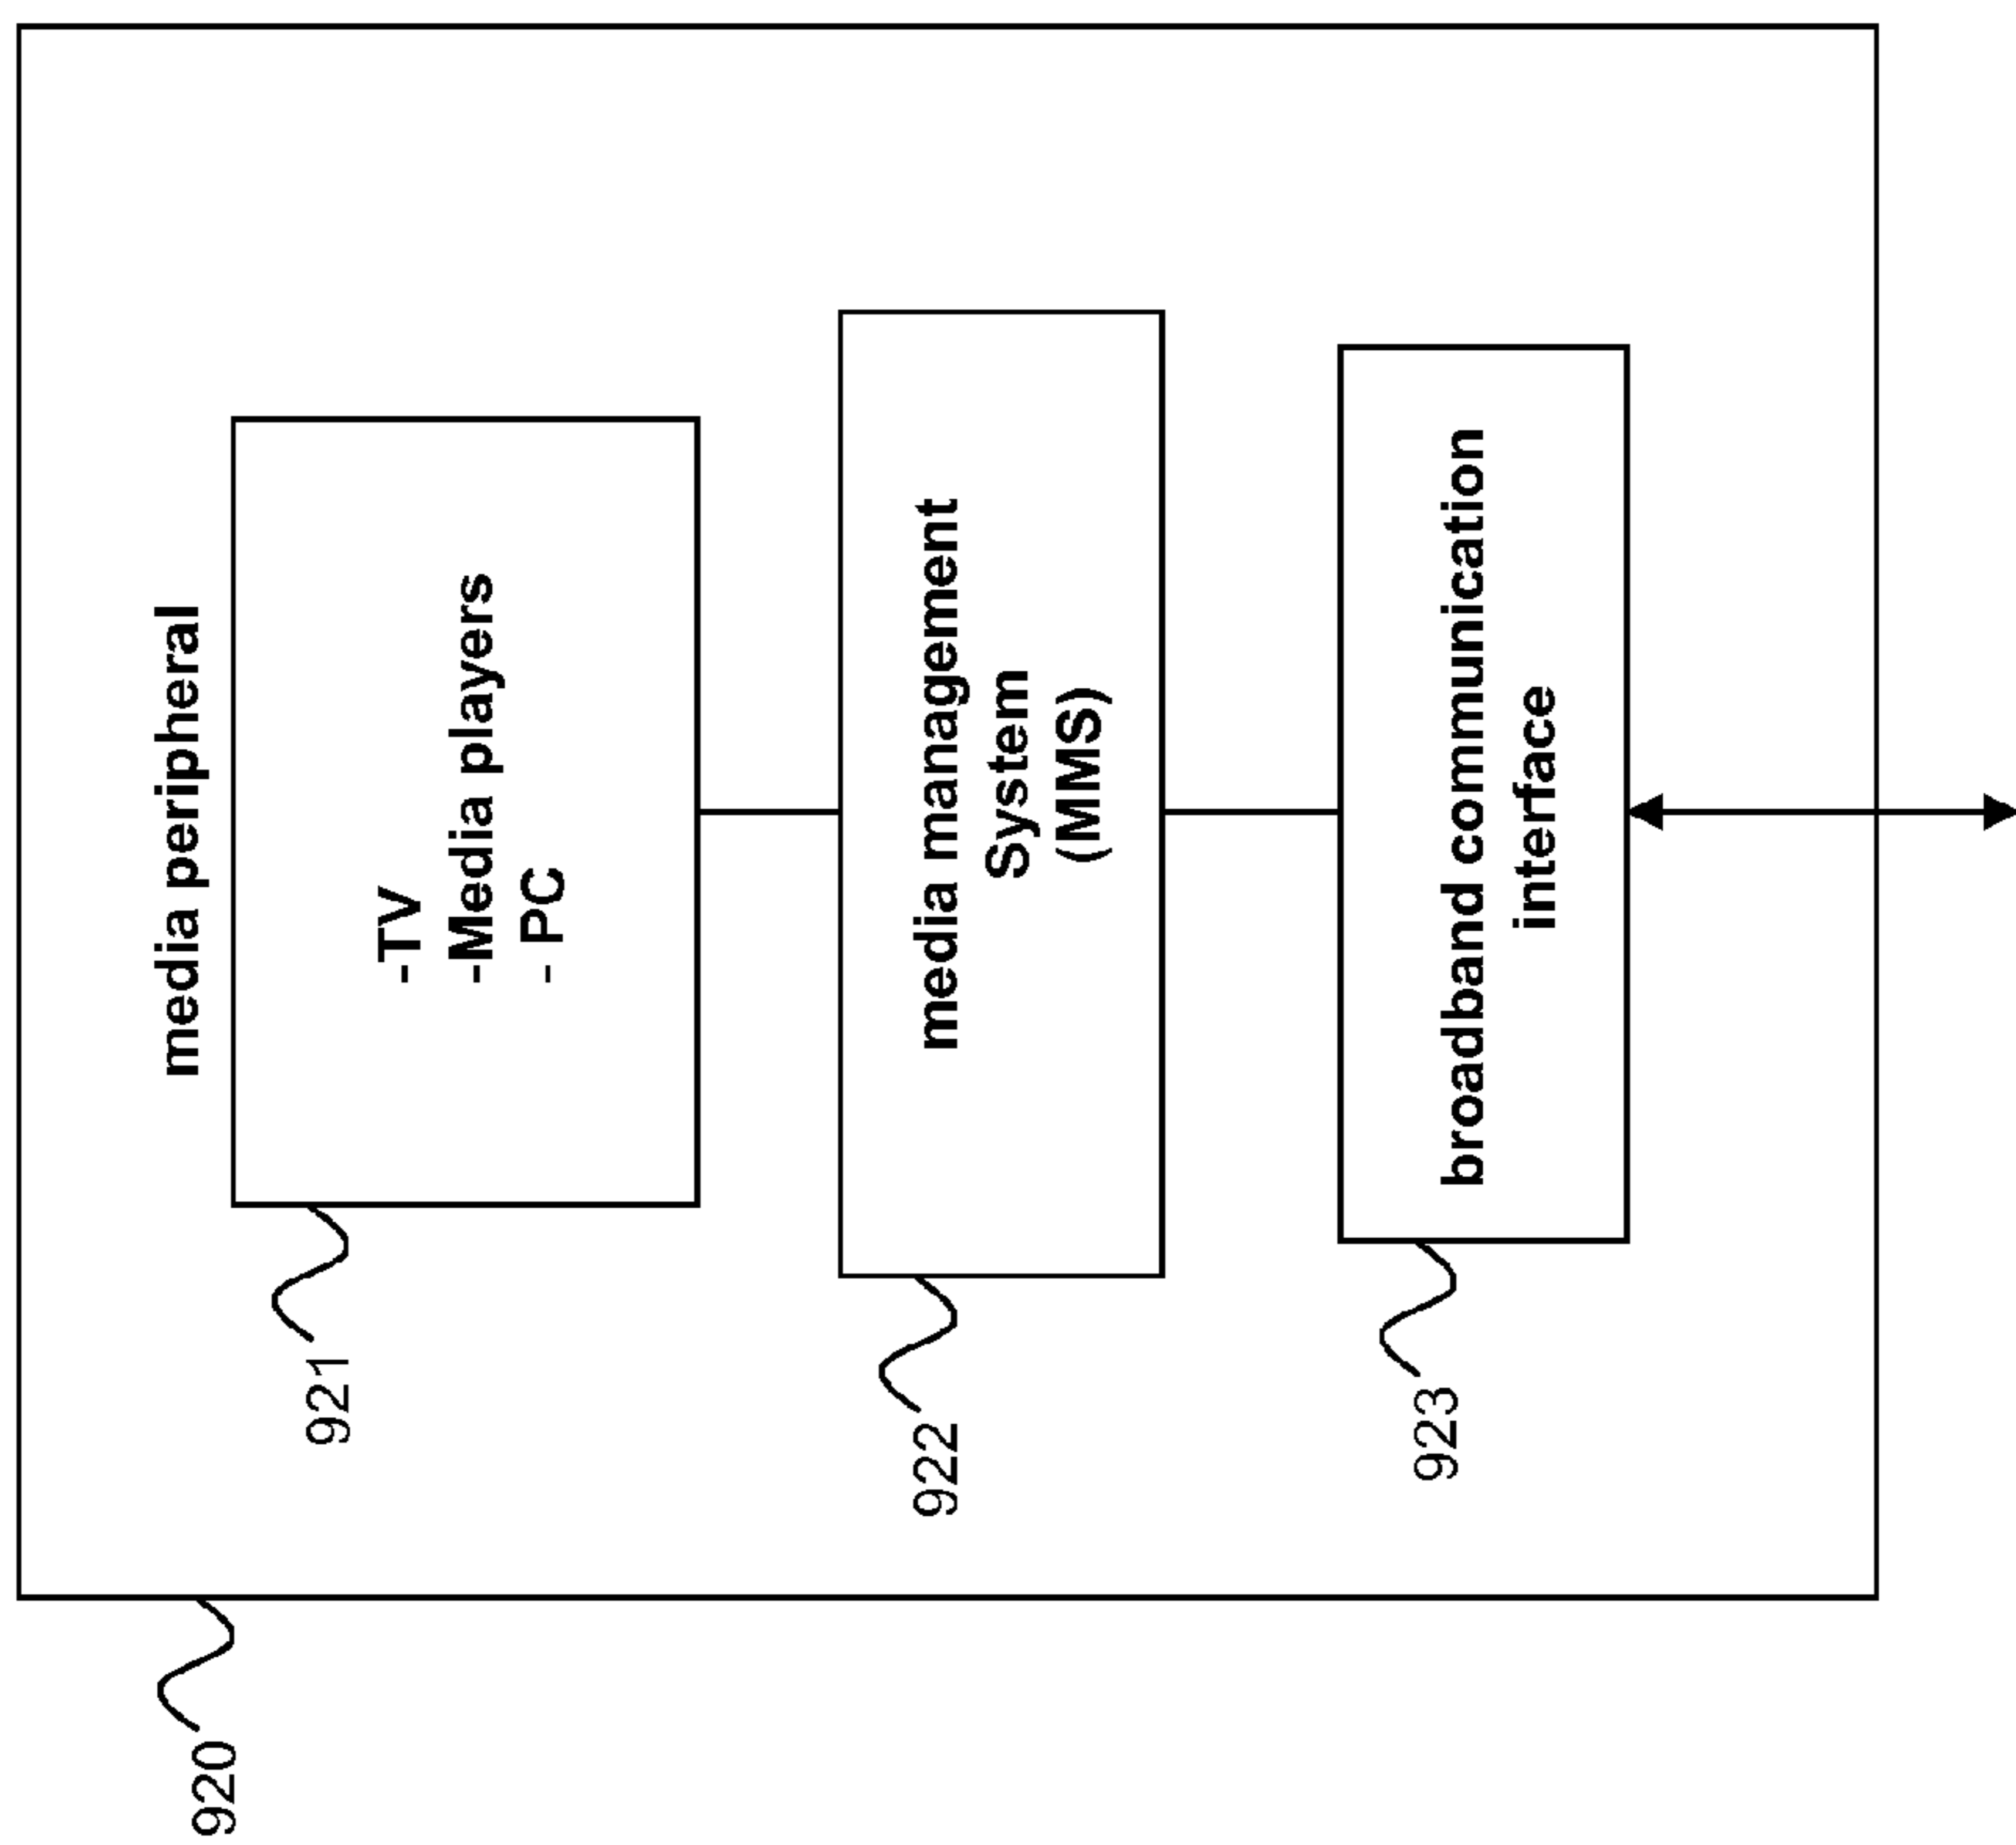 media peripheral
-TV
-Media players
- PC
921
media management
System
(MMS)
922
broadband communication
interface
923
920